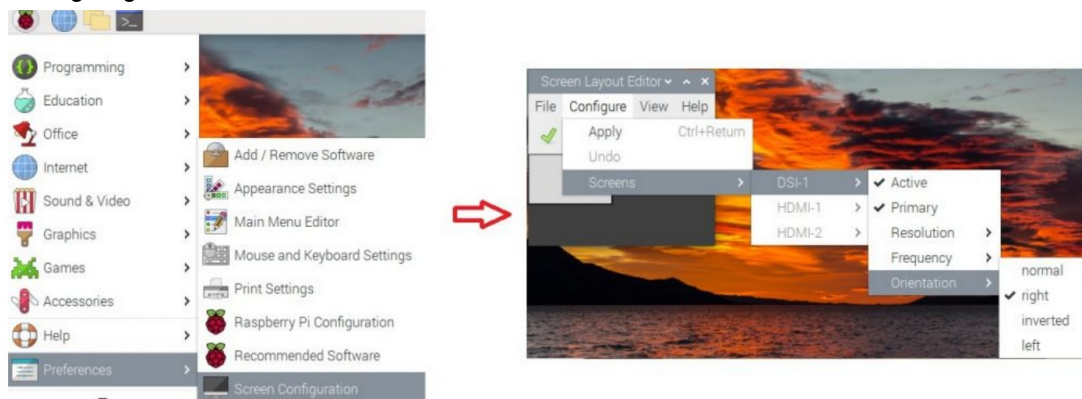 Programming
Education
Office
Internet
Sound & Video
Graphics
Games
Accessories
Help
Preferences
Add / Remove Software
Appearance Settings
Main Menu Editor
Mouse and Keyboard Settings
Print Settings
Raspberry Pi Configuration
Recommended Software
Screen Configuration
Screen Layout Editor
File Configure View Help
Apply Ctrl+Return
Undo
Screens
DSI-1
HDMI-1
HDMI-2
Active
Primary
Resolution
Frequency
Orientation
normal
right
inverted
left